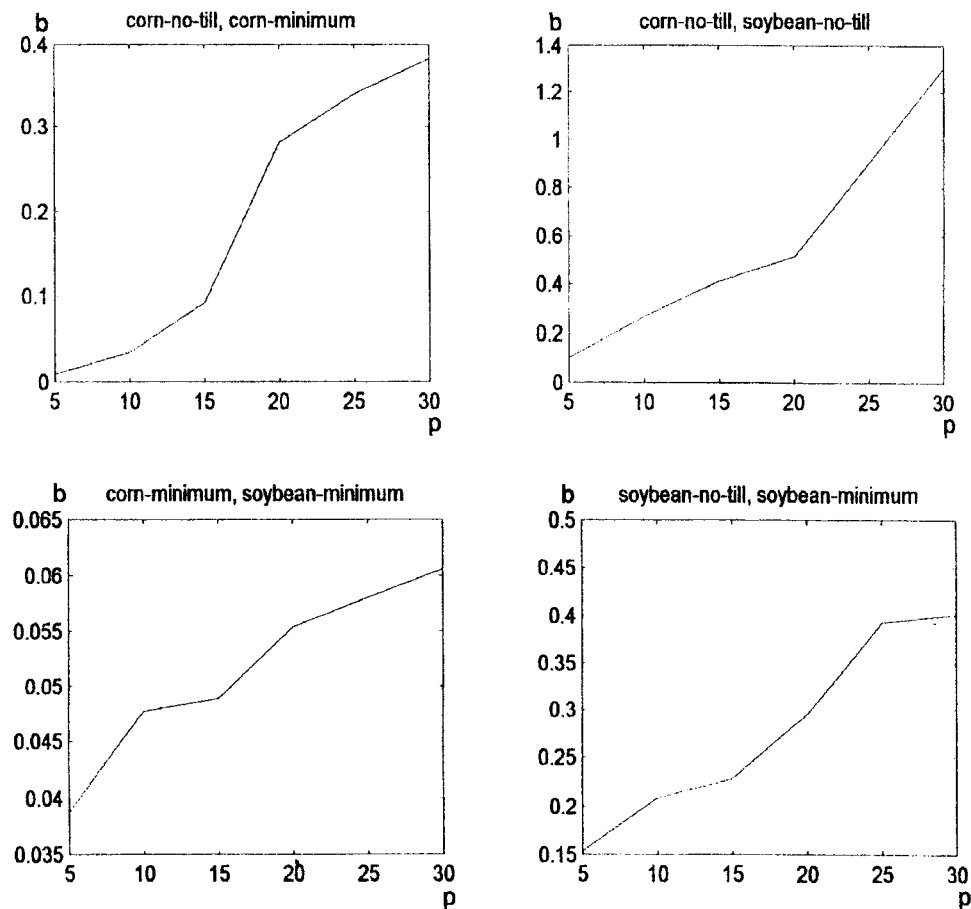 b corn-no-till, corn-minimum
0.4
0.3
0.2
0.1
0
5 10 15 20 25 30
p
b corn-no-till, soybean-no-till
1.4
1.2
1
0.8
0.6
0.4
0.2
0
5 10 15 20 25 30
p
b corn-minimum, soybean-minimum
0.065
0.06
0.055
0.05
0.045
0.04
0.035
5 10 15 20 25 30
p
b soybean-no-till, soybean-minimum
0.5
0.45
0.4
0.35
0.3
0.25
0.2
0.15
5 10 15 20 25 30
p